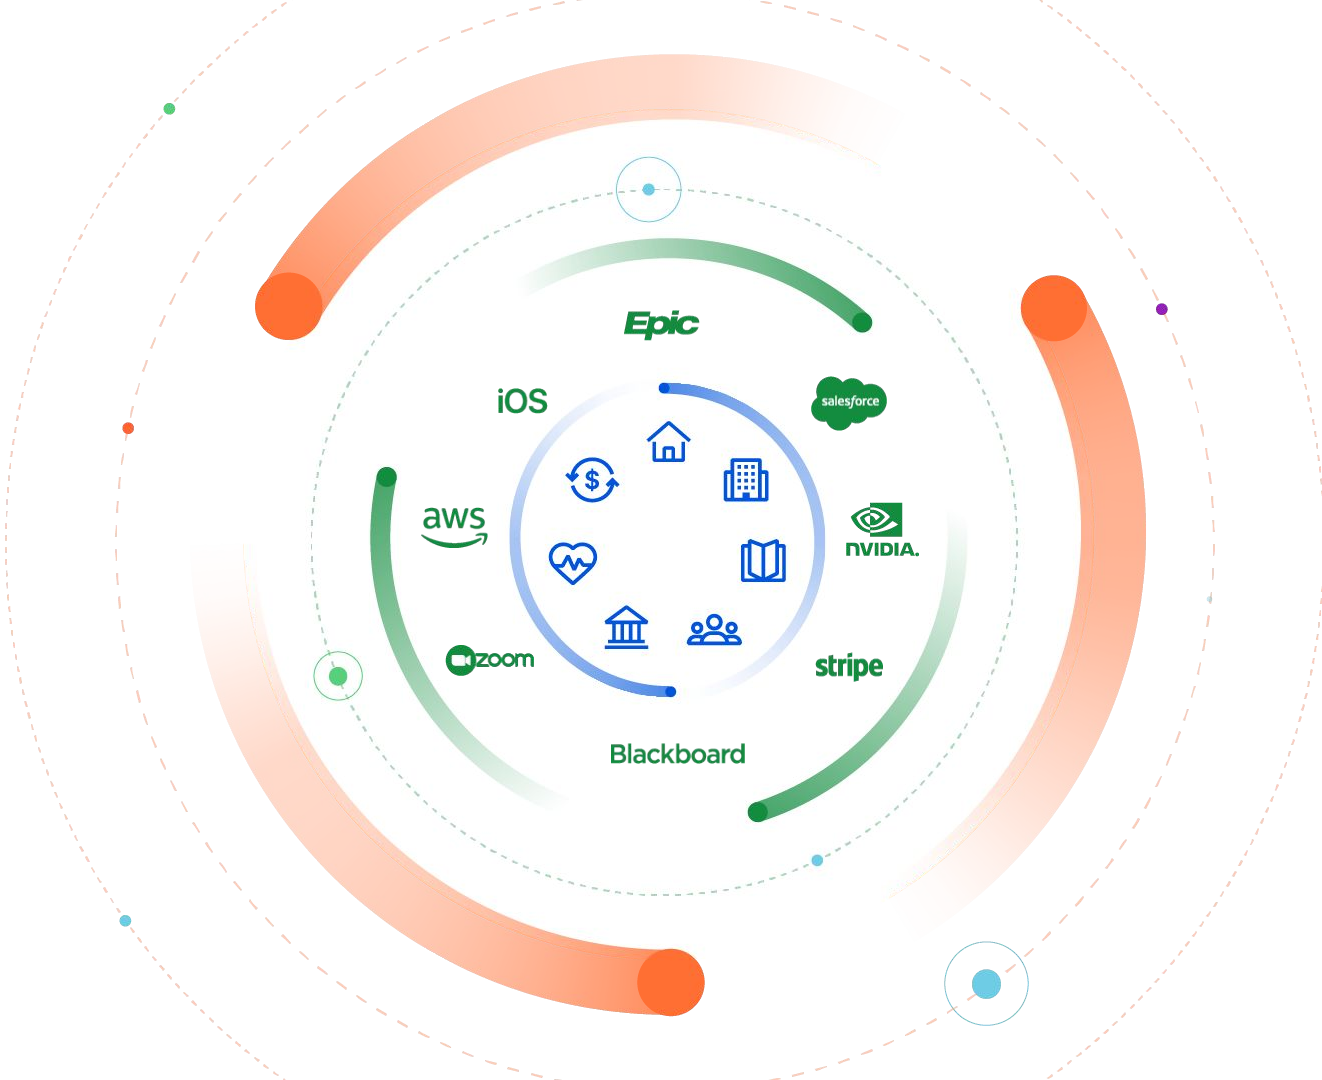 Epic
iOS
salesforce
$
aws
nVIDIA.
zoom
stripe
Blackboard